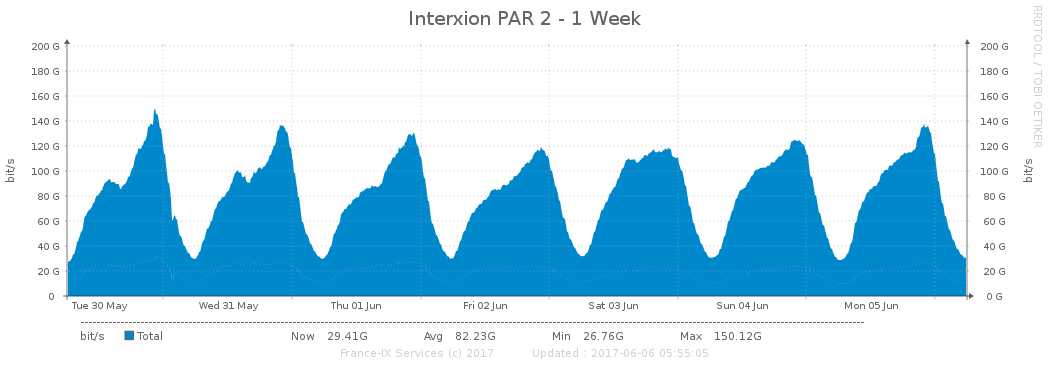 Interxion PAR 2 - 1 Week
RRDTOOL / TOBI OETIKER
200 G 200 G
180 G 180 G
160 G 160 G
140 G 140 G
120 G 120 G
100 G 100 G
80 G 80 G
60 G 60 G
40 G 40 G
20 G 20 G
0 0 G
bit/s
bit/s
Tue 30 May Wed 31 May Thu 01 Jun Fri 02 Jun Sat 03 Jun Sun 04 Jun Mon 05 Jun
bit/s Total Now 29.41G Avg 82.23G Min 26.76G Max 150.12G
France-IX Services (c) 2017 Updated : 2017-06-06 05:55:05